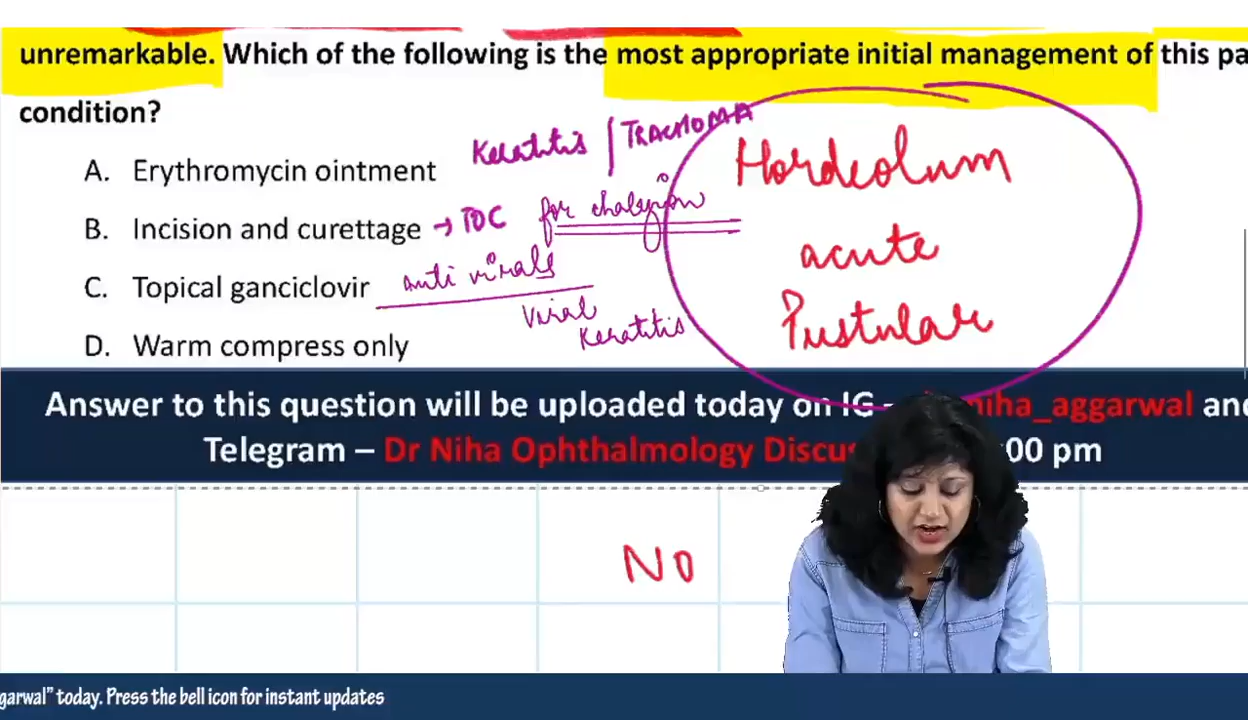 unremarkable. Which of the following is the most appropriate initial management of this pa
condition?
Keratitis | TRACHOMA
A. Erythromycin ointment
B. Incision and curettage → TOC for chalazion
C. Topical ganciclovir anti virals
Viral
Keratitis
D. Warm compress only
Hordeolum
acute
Pustular
Answer to this question will be uploaded today on IG – niha_aggarwal and
Telegram – Dr Niha Ophthalmology Discus :00 pm
NO
garwal" today. Press the bell icon for instant updates